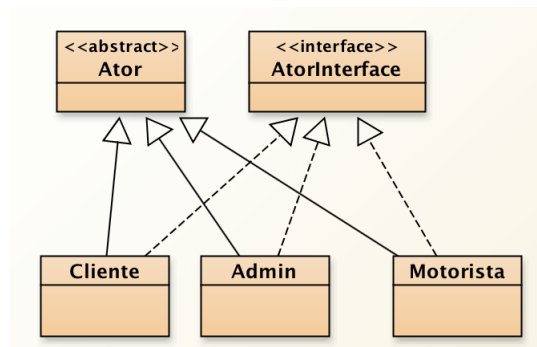 <<abstract>>
Ator
<<interface>>
AtorInterface
Cliente
Admin
Motorista